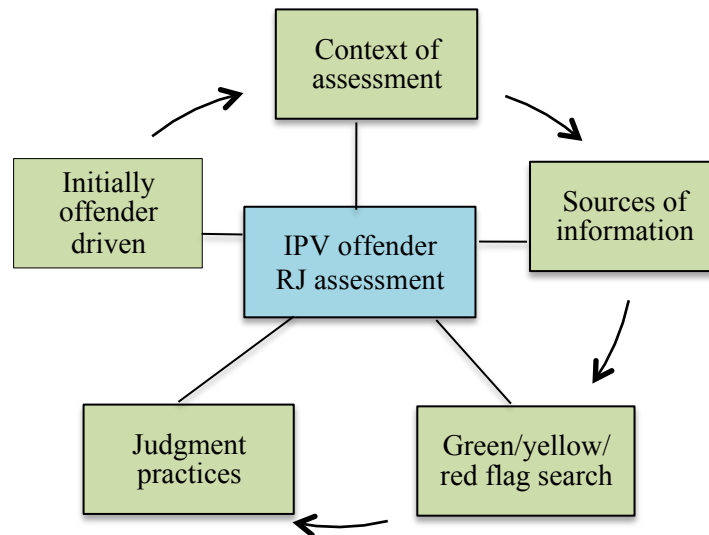 Context of
assessment
Initially
offender
driven
IPV offender
RJ assessment
Sources of
information
Judgment
practices
Green/yellow/
red flag search